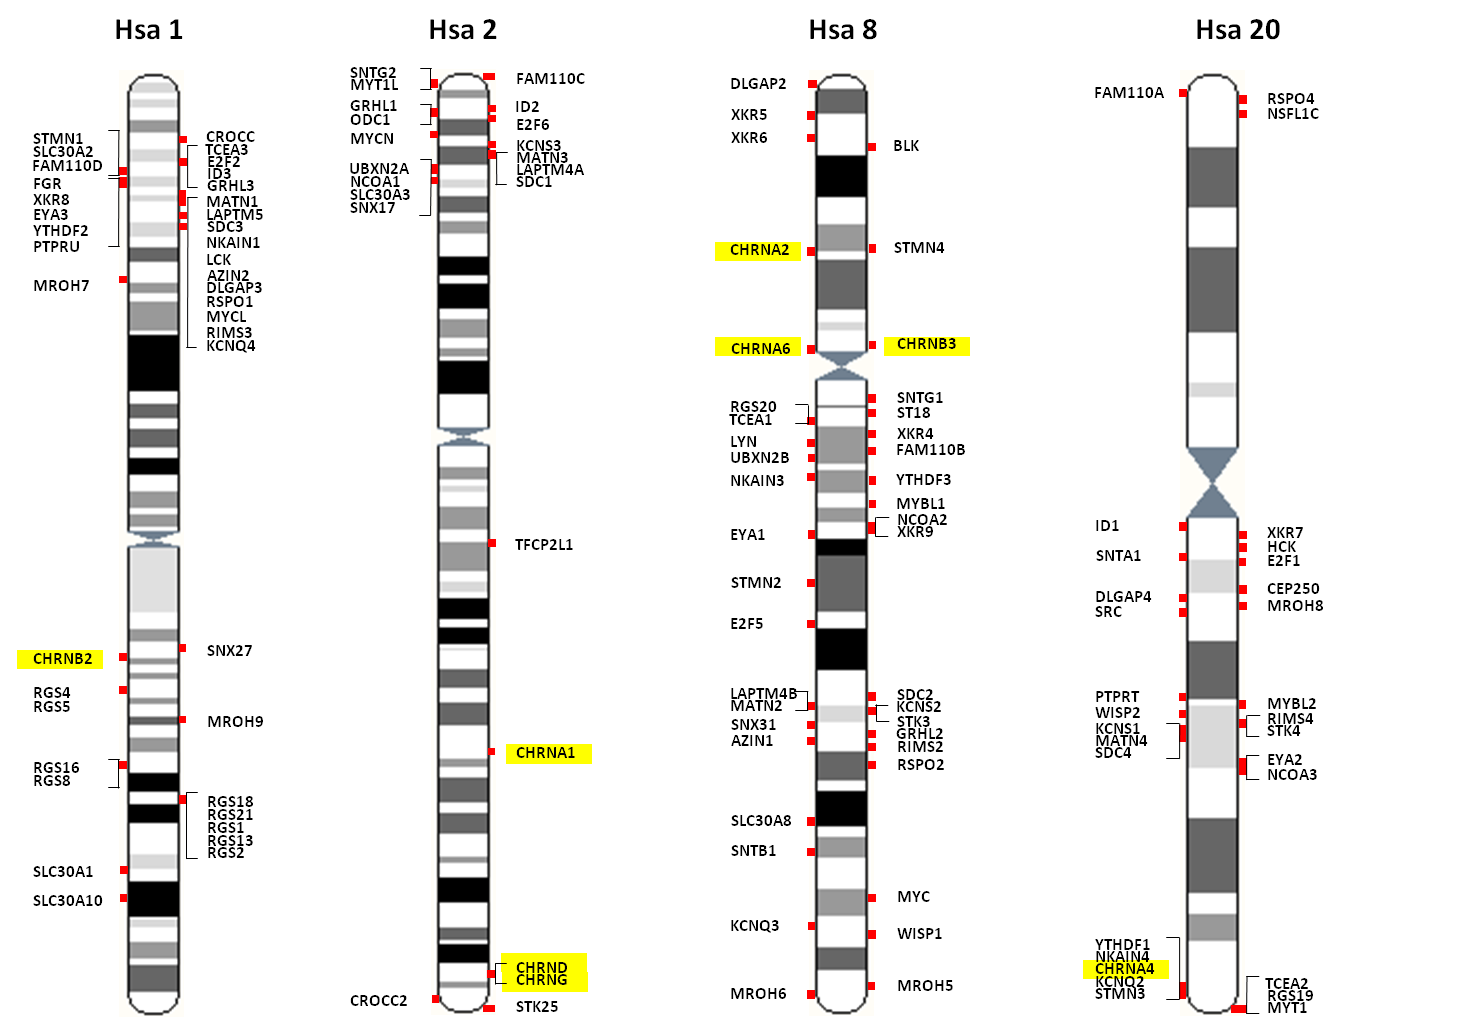 Hsa 1
STMN1
SLC30A2
FAM110D
FGR
XKR8
EYA3
YTHDF2
PTPRU
MROH7
CHRNB2
RGS4
RGS5
RGS16
RGS8
SLC30A1
SLC30A10
CROCC
TCEA3
E2F2
ID3
GRHL3
MATN1
LAPTM5
SDC3
NKAIN1
LCK
AZIN2
DLGAP3
RSPO1
MYCL
RIMS3
KCNQ4
SNX27
MROH9
RGS18
RGS21
RGS1
RGS13
RGS2
Hsa 2
SNTG2
MYT1L
GRHL1
ODC1
MYCN
UBXN2A
NCOA1
SLC30A3
SNX17
CROCC2
FAM110C
ID2
E2F6
KCNS3
MATN3
LAPTM4A
SDC1
TFCP2L1
CHRNA1
CHRND
CHRNG
STK25
Hsa 8
DLGAP2
XKR5
XKR6
CHRNA2
CHRNA6
RGS20
TCEA1
LYN
UBXN2B
NKAIN3
EYA1
STMN2
E2F5
LAPTM4B
MATN2
SNX31
AZIN1
SLC30A8
SNTB1
KCNQ3
MROH6
BLK
STMN4
CHRNB3
SNTG1
ST18
XKR4
FAM110B
YTHDF3
MYBL1
NCOA2
XKR9
SDC2
KCNS2
STK3
GRHL2
RIMS2
RSPO2
MYC
WISP1
MROH5
Hsa 20
FAM110A
ID1
SNTA1
DLGAP4
SRC
PTPRT
WISP2
KCNS1
MATN4
SDC4
YTHDF1
NKAIN4
CHRNA4
KCNQ2
STMN3
RSPO4
NSFL1C
XKR7
HCK
E2F1
CEP250
MROH8
MYBL2
RIMS4
STK4
EYA2
NCOA3
TCEA2
RGS19
MYT1